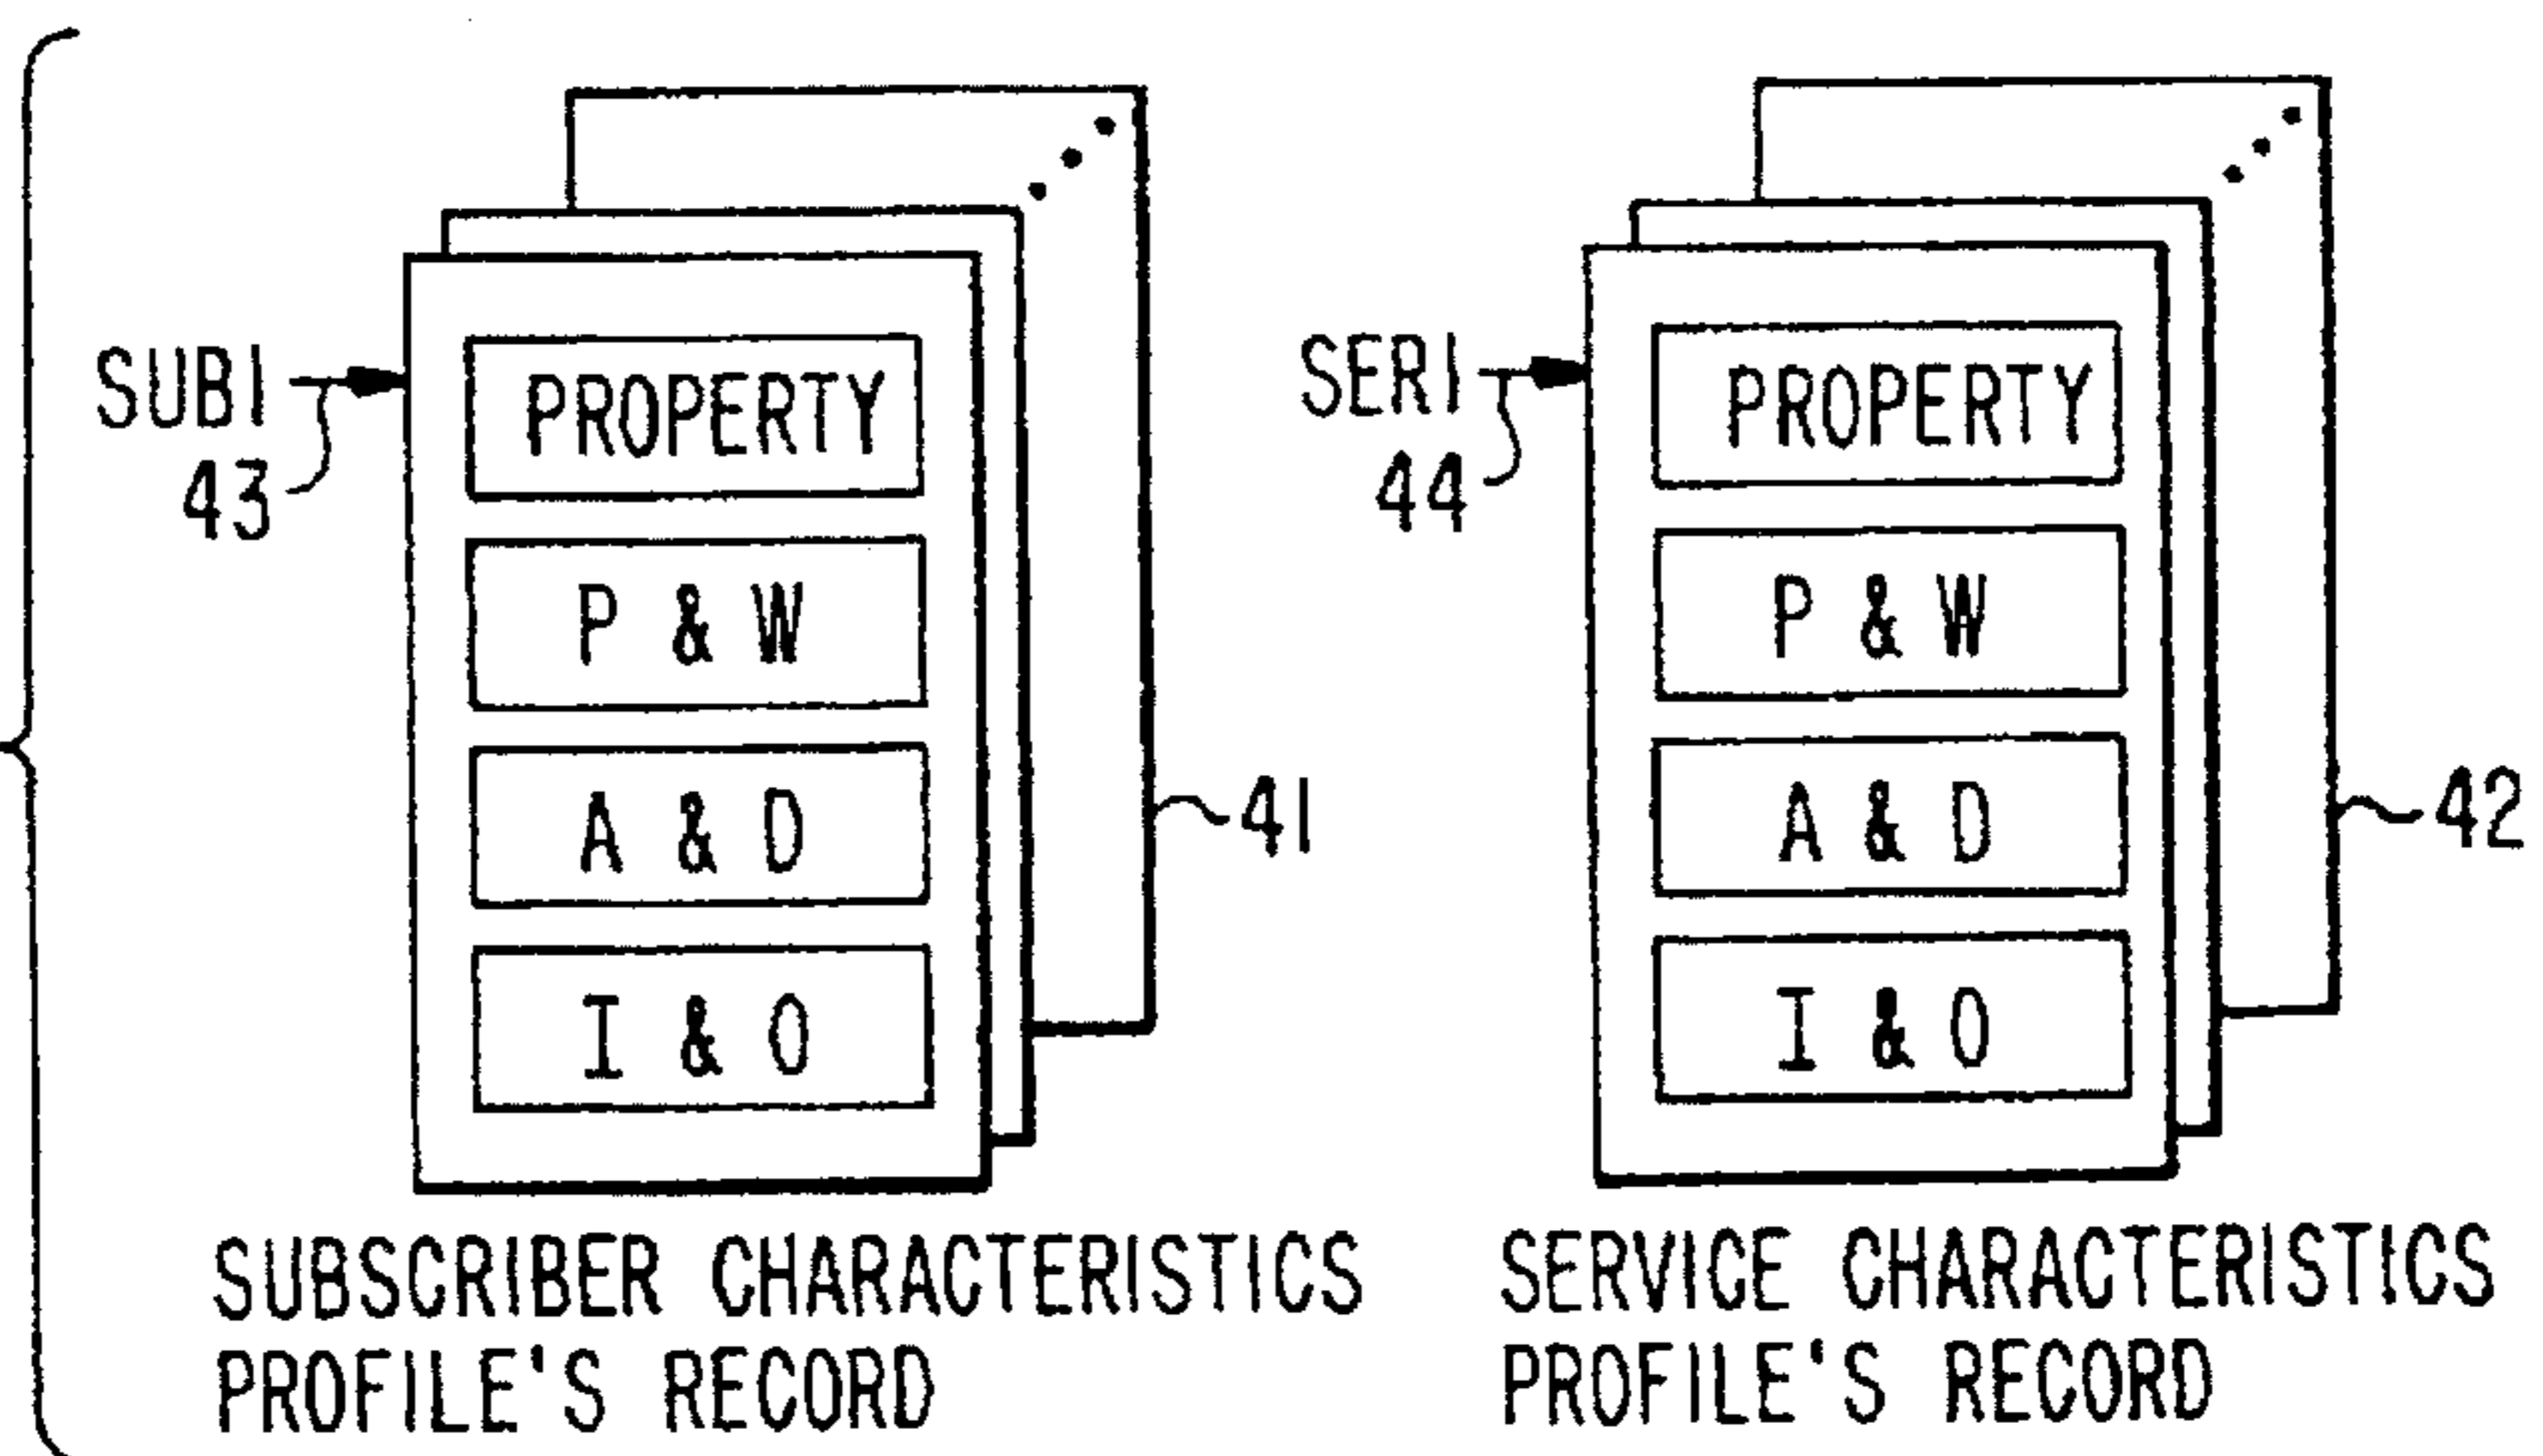 SUBI
43
PROPERTY
P & W
A & D
I & O
41
SUBSCRIBER CHARACTERISTICS
PROFILE'S RECORD
SERI
44
PROPERTY
P & W
A & D
I & O
42
SERVICE CHARACTERISTICS
PROFILE'S RECORD